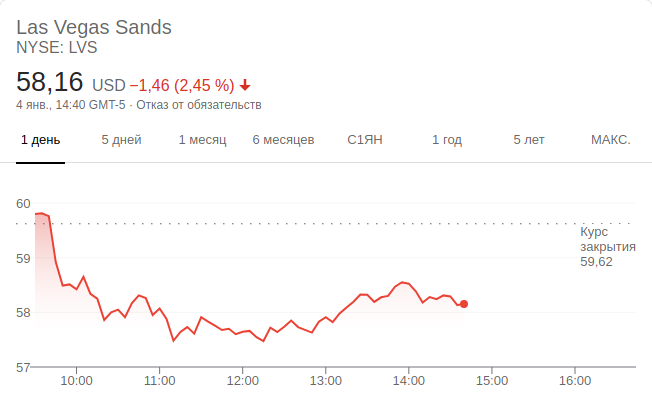 Las Vegas Sands
NYSE: LVS
58,16 USD −1,46 (2,45 %)
4 янв., 14:40 GMT-5 · Отказ от обязательств
1 день 5 дней 1 месяц 6 месяцев С1ЯН 1 год 5 лет МАКС.
60
Курс
закрытия
59,62
59
58
57
10:00 11:00 12:00 13:00 14:00 15:00 16:00